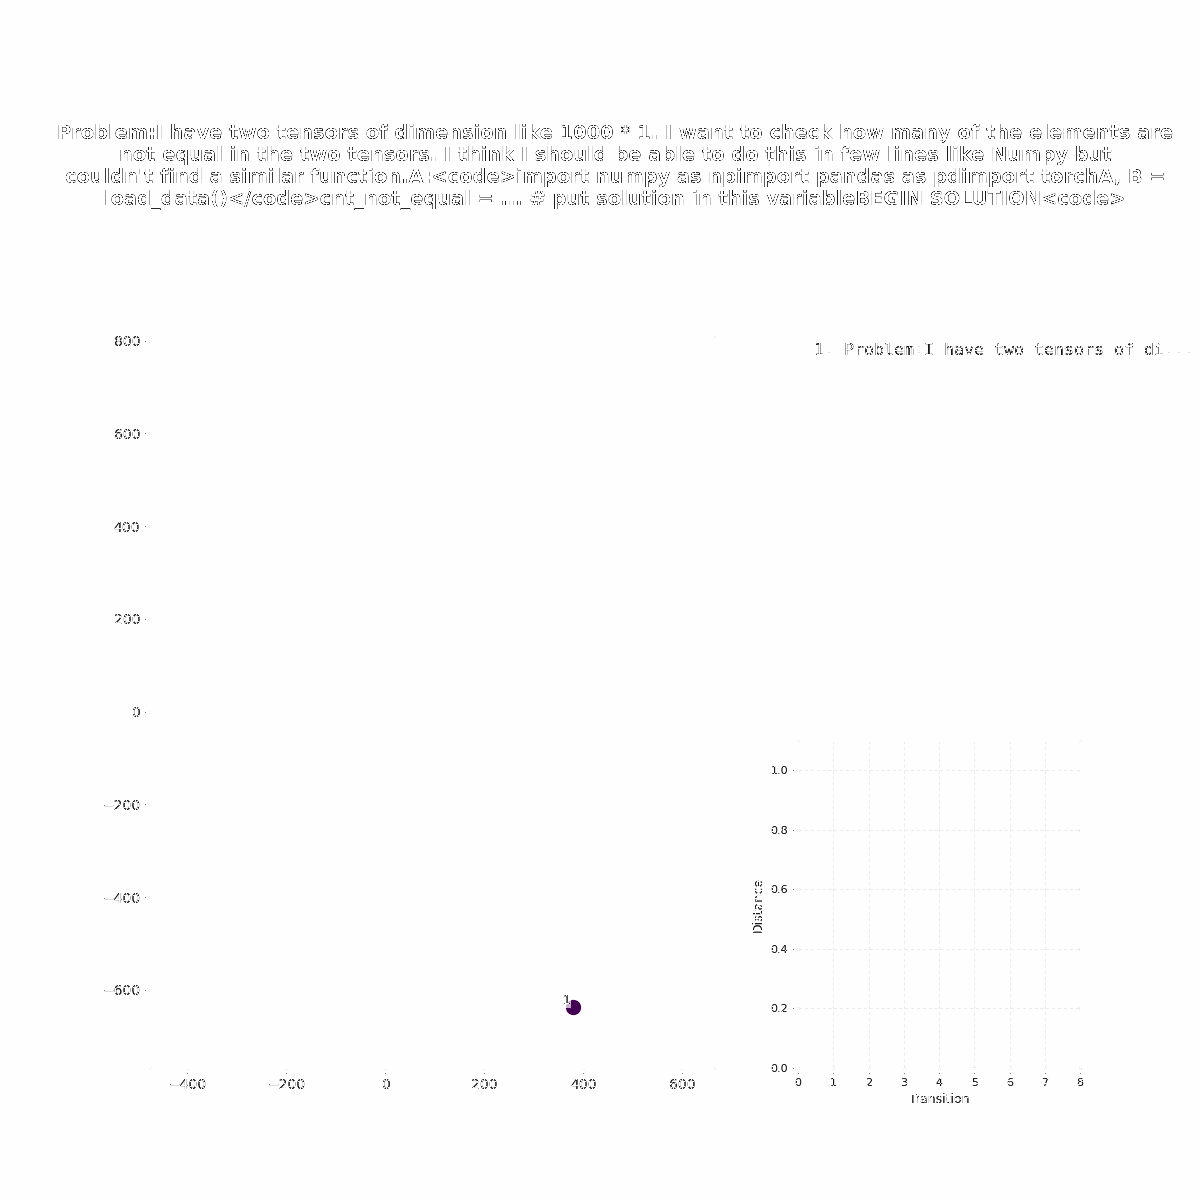 Problem:I have two tensors of dimension like 1000 * 1. I want to check how many of the elements are
not equal in the two tensors. I think I should be able to do this in few lines like Numpy but
couldn't find a similar function.A:<code>import numpy as npimport pandas as pdimport torchA, B =
load_data()</code>cnt_not_equal = ... # put solution in this variableBEGIN SOLUTION<code>
1. Problem:I have two tensors of di...
800
600
400
200
0
−200
−400
−600
1
−400 −200 0 200 400 600
1.0
0.8
0.6
0.4
0.2
0.0
Distance
0 1 2 3 4 5 6 7 8
Transition